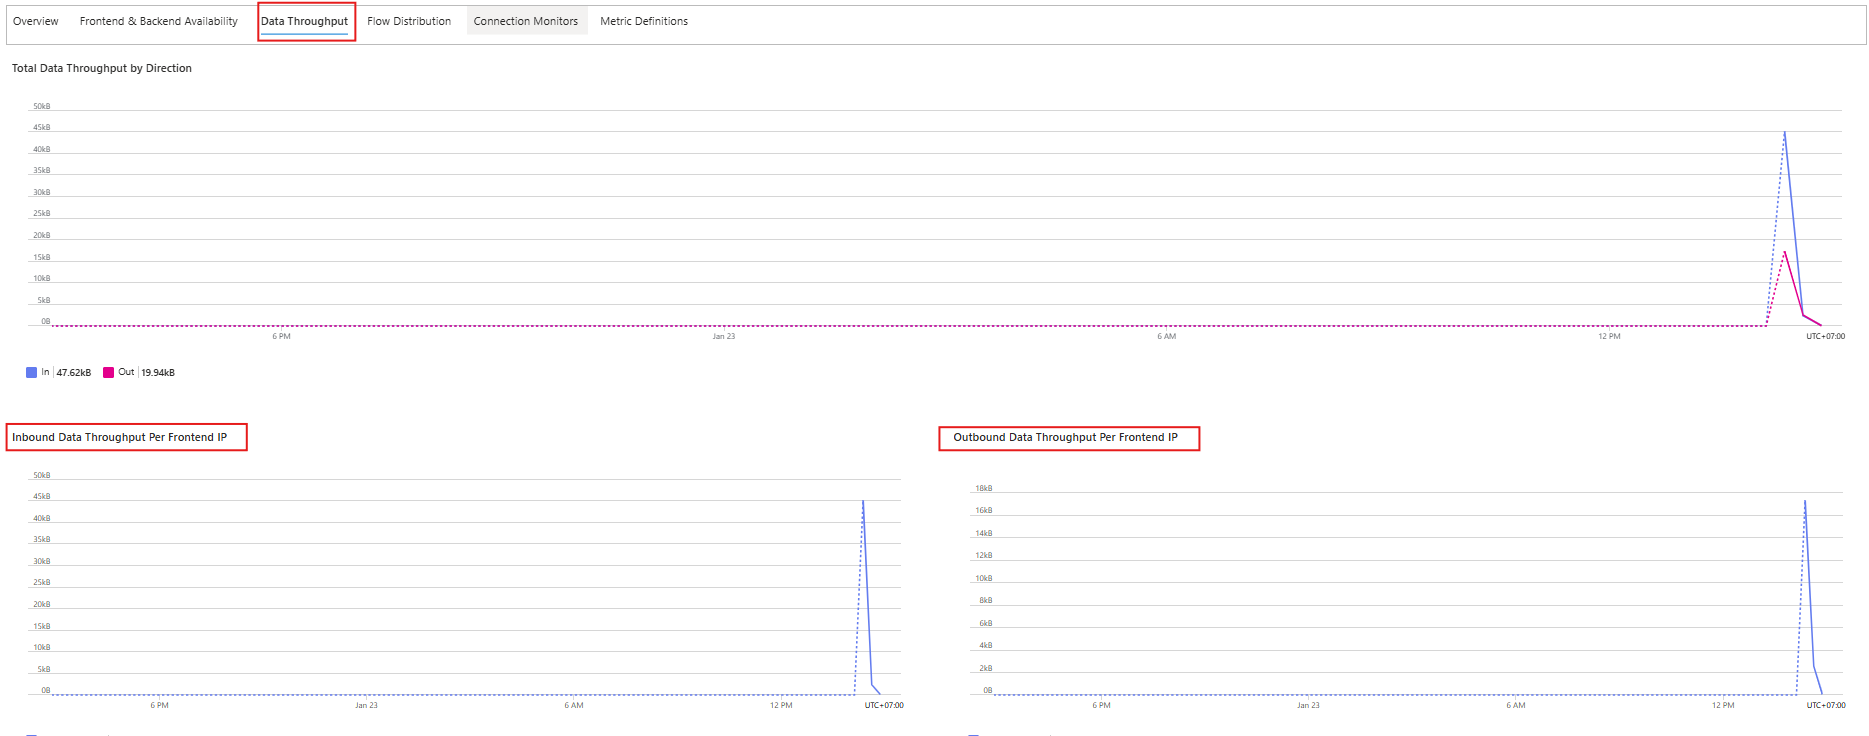 Overview Frontend & Backend Availability Data Throughput Flow Distribution Connection Monitors Metric Definitions
Total Data Throughput by Direction
50kB
45kB
40kB
35kB
30kB
25kB
20kB
15kB
10kB
5kB
0B
6 PM Jan 23 6 AM 12 PM UTC+07:00
In 47.62kB Out 19.94kB
Inbound Data Throughput Per Frontend IP
50kB
45kB
40kB
35kB
30kB
25kB
20kB
15kB
10kB
5kB
0B
6 PM Jan 23 6 AM 12 PM UTC+07:00
Outbound Data Throughput Per Frontend IP
18kB
16kB
14kB
12kB
10kB
8kB
6kB
4kB
2kB
0B
6 PM Jan 23 6 AM 12 PM UTC+07:00